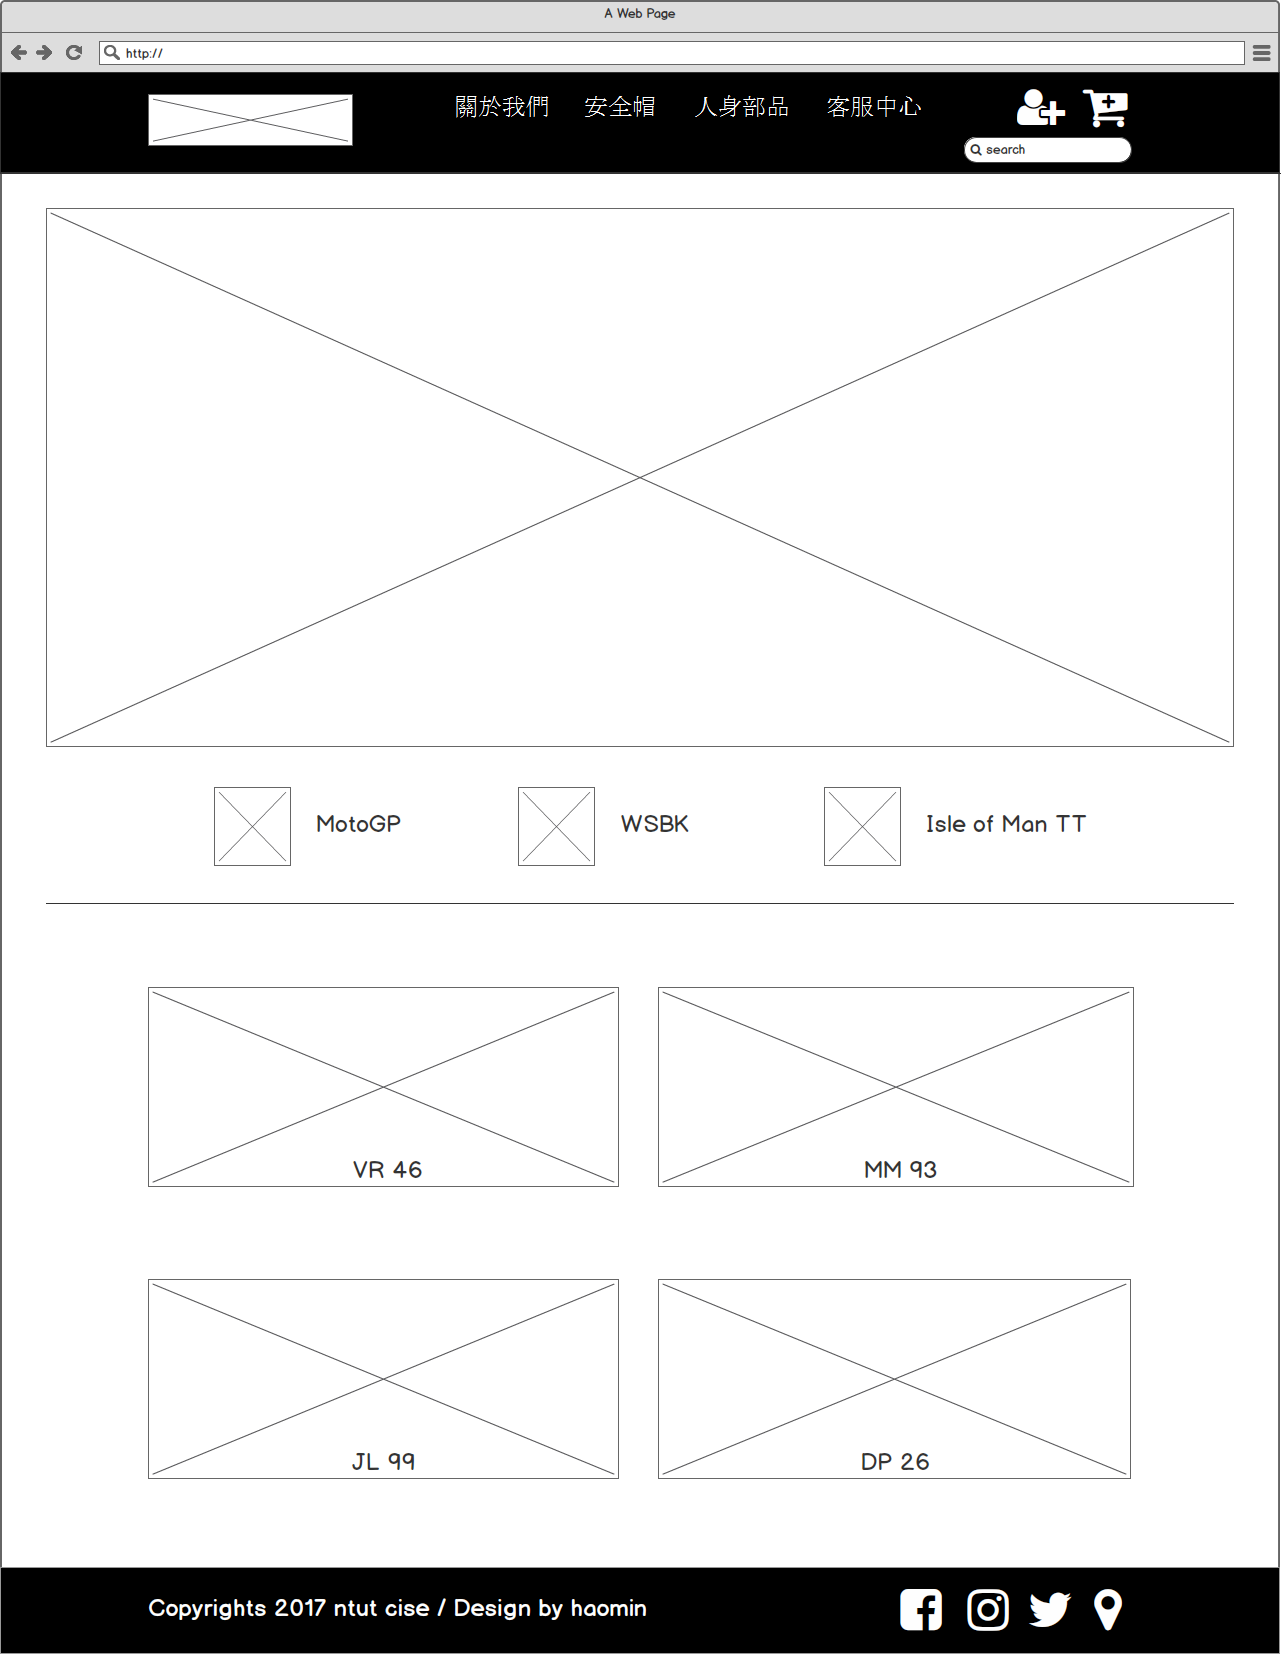 A Web Page
http://
關於我們 安全帽 人身部品 客服中心
search
MotoGP WSBK Isle of Man TT
VR 46 MM 93
JL 99 DP 26
Copyrights 2017 ntut cise / Design by haomin